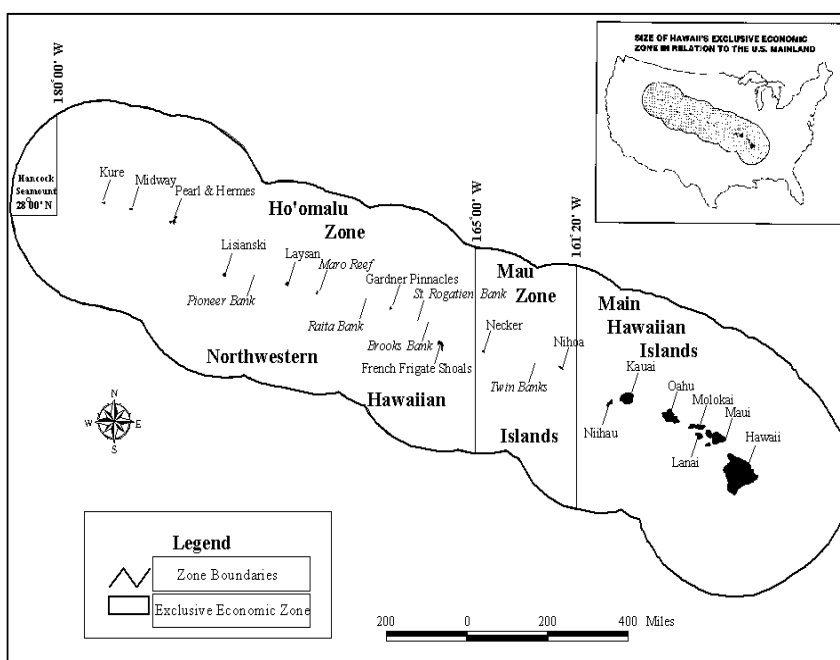 SIZE OF HAWAII'S EXCLUSIVE ECONOMIC
ZONE IN RELATION TO THE U.S. MAINLAND
180°00' W
Hancock
Seamount
28°00' N
Kure
Midway
Pearl & Hermes
Ho'omalu
Zone
165°00' W
161°20' W
Lisianski
Laysan
Maro Reef
Pioneer Bank
Gardner Pinnacles
St Rogatien Bank
Raita Bank
Brooks Bank
French Frigate Shoals
Mau
Zone
Necker
Nihoa
Twin Banks
Main
Hawaiian
Islands
Northwestern
Hawaiian
Islands
Kauai
Niihau
Oahu
Molokai
Maui
Lanai
Hawaii
N
W
E
S
Legend
Zone Boundaries
Exclusive Economic Zone
200
0
200
400
Miles